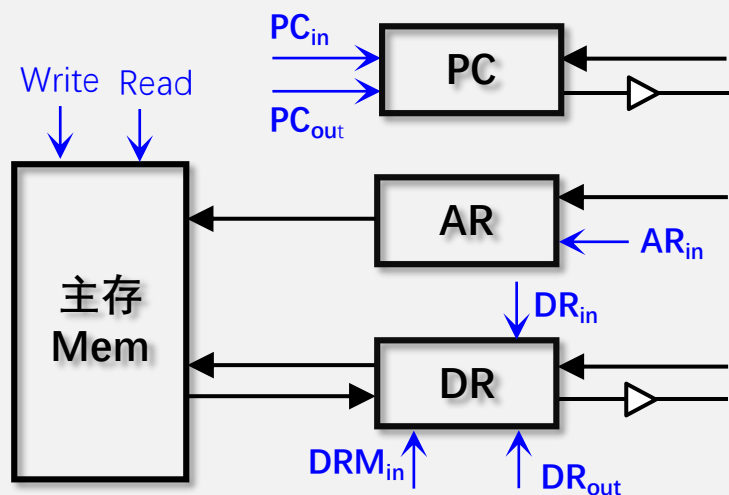 PCin
PC
Write
Read
PCout
AR
ARin
主存
Mem
DRin
DR
DRMin
DRout